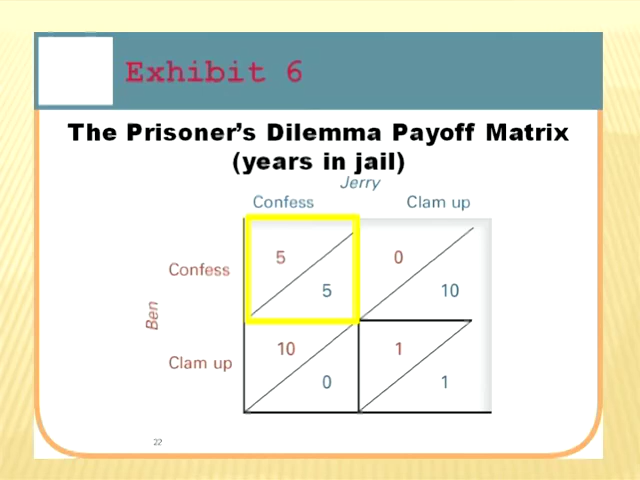 Exhibit 6
The Prisoner's Dilemma Payoff Matrix
(years in jail)
Jerry
Confess Clam up
Ben
Confess 5 5 0 10
Clam up 10 0 1 1
22